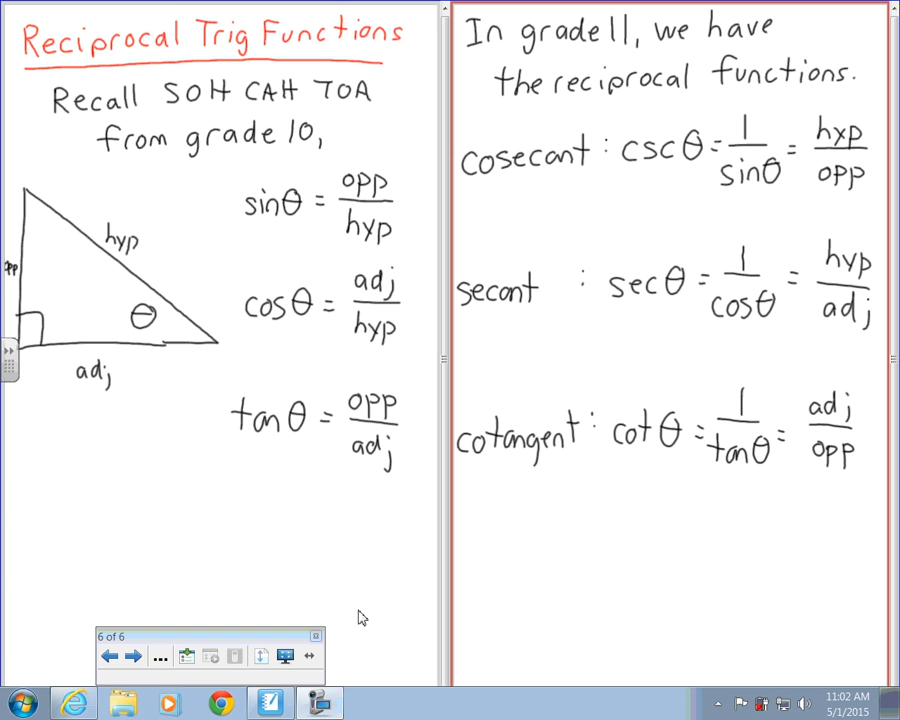 Reciprocal Trig Functions
Recall SOH CAH TOA
from grade 10,
sinθ = opp/hyp
cosθ = adj/hyp
tanθ = opp/adj
hyp
θ
adj
In grade 11, we have
the reciprocal functions.
cosecant : cscθ = 1/sinθ = hyp/opp
secant : secθ = 1/cosθ = hyp/adj
cotangent : cotθ = 1/tanθ = adj/opp
6 of 6
11:02 AM
5/1/2015